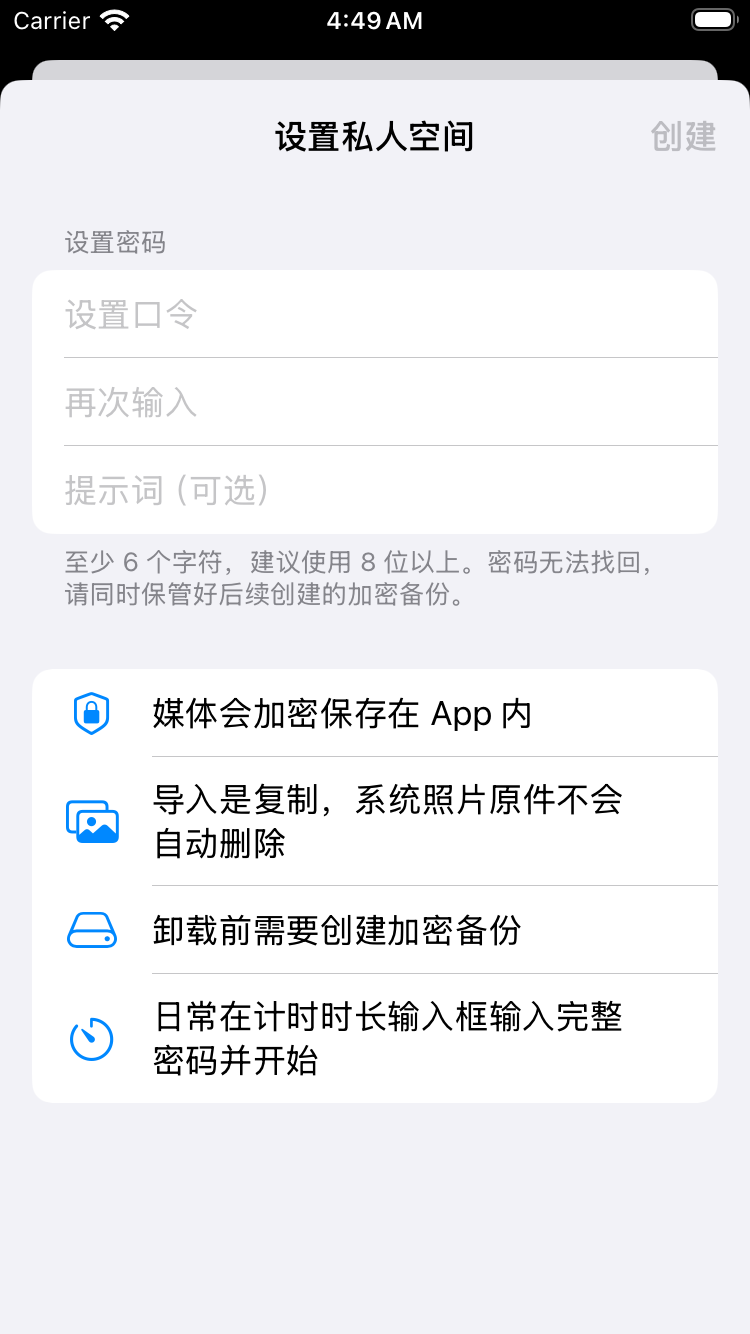 Carrier 4:49 AM
设置私人空间 创建
设置密码
设置口令
再次输入
提示词（可选）
至少 6 个字符，建议使用 8 位以上。密码无法找回，
请同时保管好后续创建的加密备份。
媒体会加密保存在 App 内
导入是复制，系统照片原件不会
自动删除
卸载前需要创建加密备份
日常在计时时长输入框输入完整
密码并开始